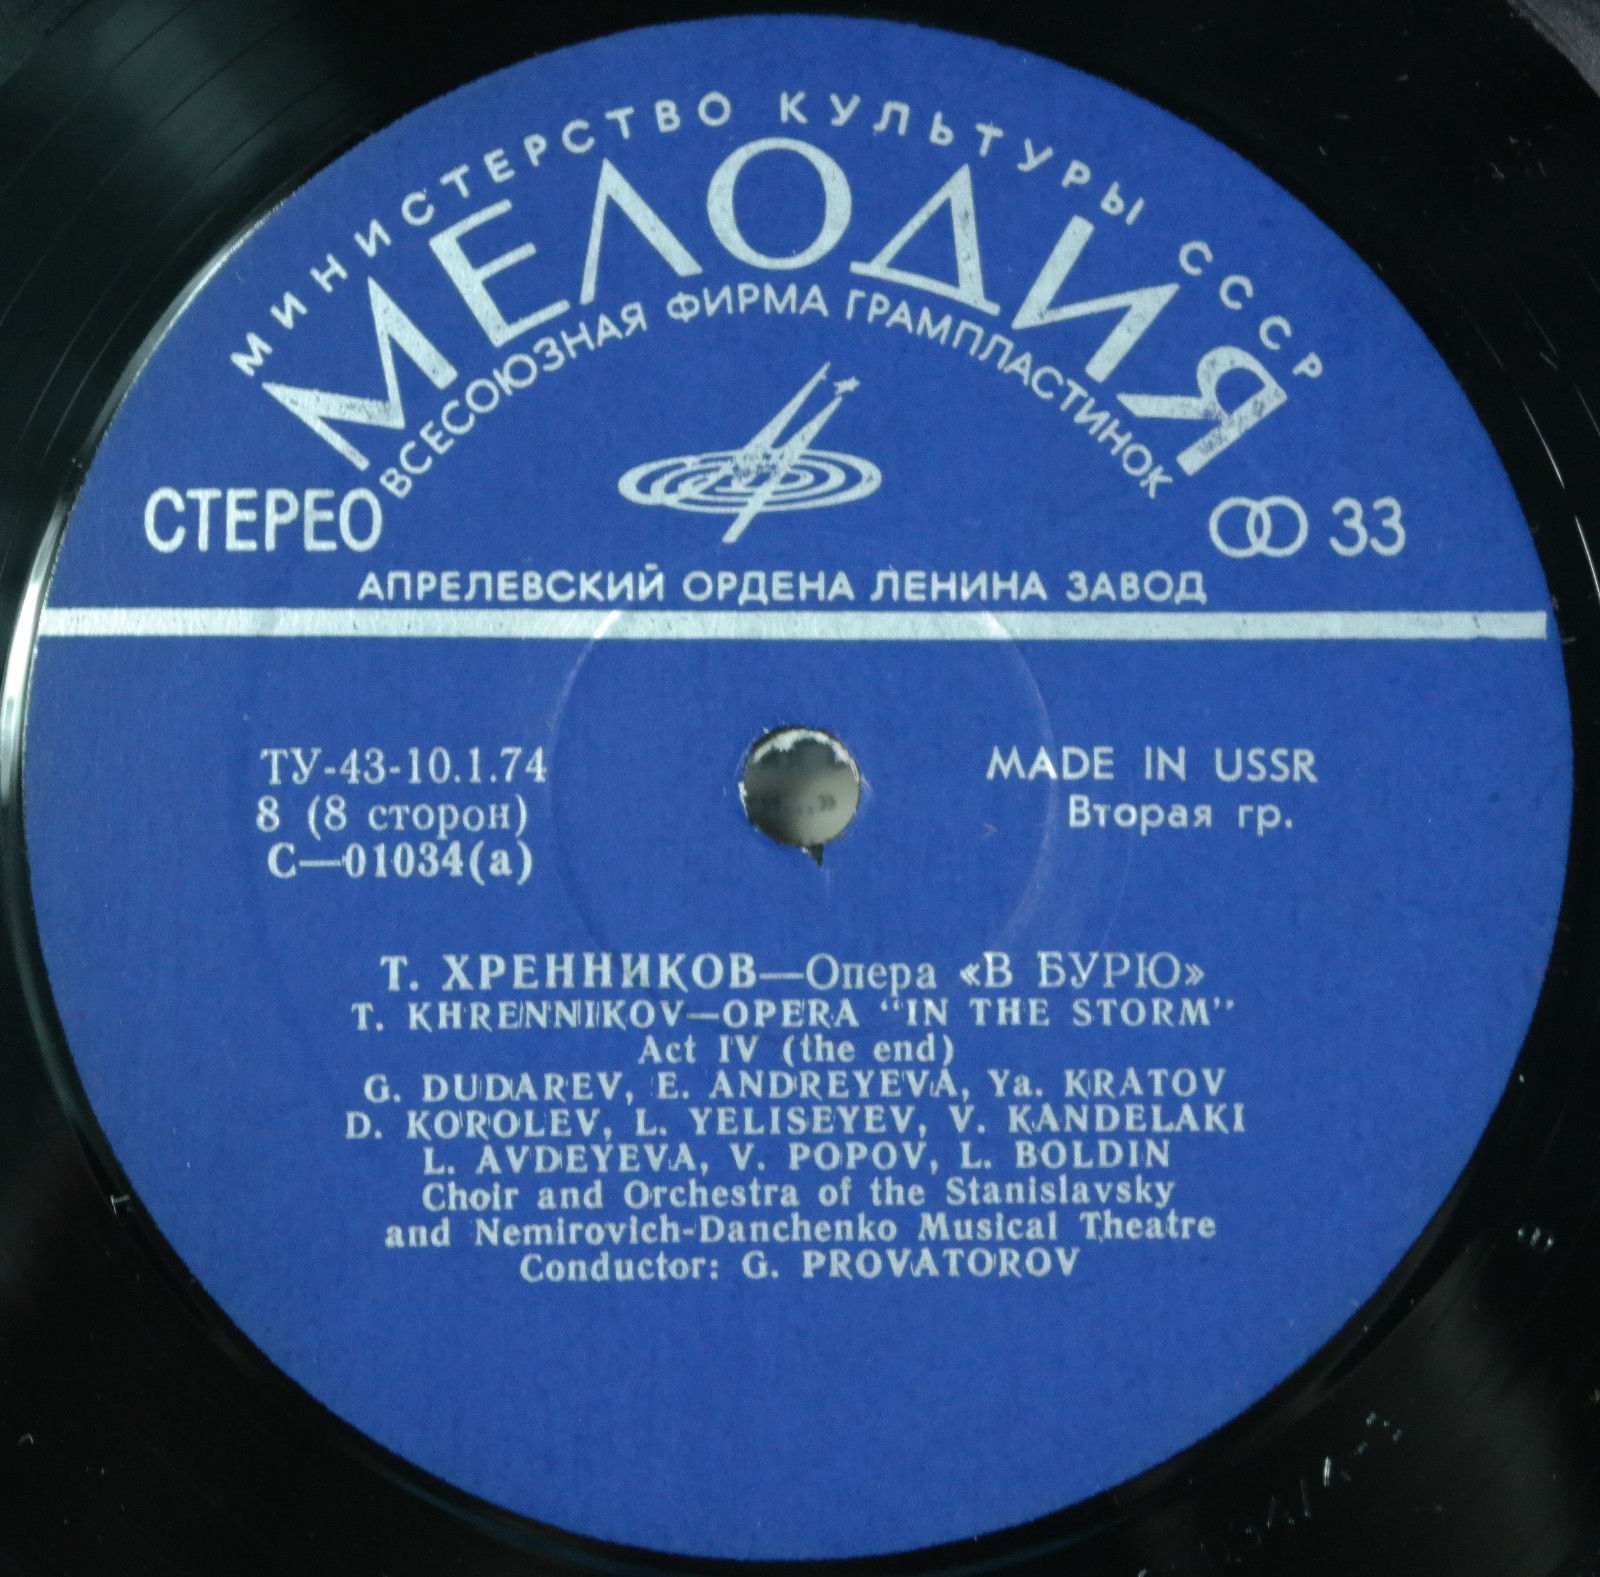 МИНИСТЕРСТВО КУЛЬТУРЫ СССР
МЕЛОДИЯ
ВСЕСОЮЗНАЯ ФИРМА ГРАМПЛАСТИНОК
СТЕРЕО
33
АПРЕЛЕВСКИЙ ОРДЕНА ЛЕНИНА ЗАВОД
ТУ-43-10.1.74
8 (8 сторон)
С—01034(а)
MADE IN USSR
Вторая гр.
Т. ХРЕННИКОВ—Опера «В БУРЮ»
T. KHRENNIKOV—OPERA “IN THE STORM”
Act IV (the end)
G. DUDAREV, E. ANDREYEVA, Ya. KRATOV
D. KOROLEV, L. YELISEYEV, V. KANDELAKI
L. AVDEYEVA, V. POPOV, L. BOLDIN
Choir and Orchestra of the Stanislavsky
and Nemirovich-Danchenko Musical Theatre
Conductor: G. PROVATOROV